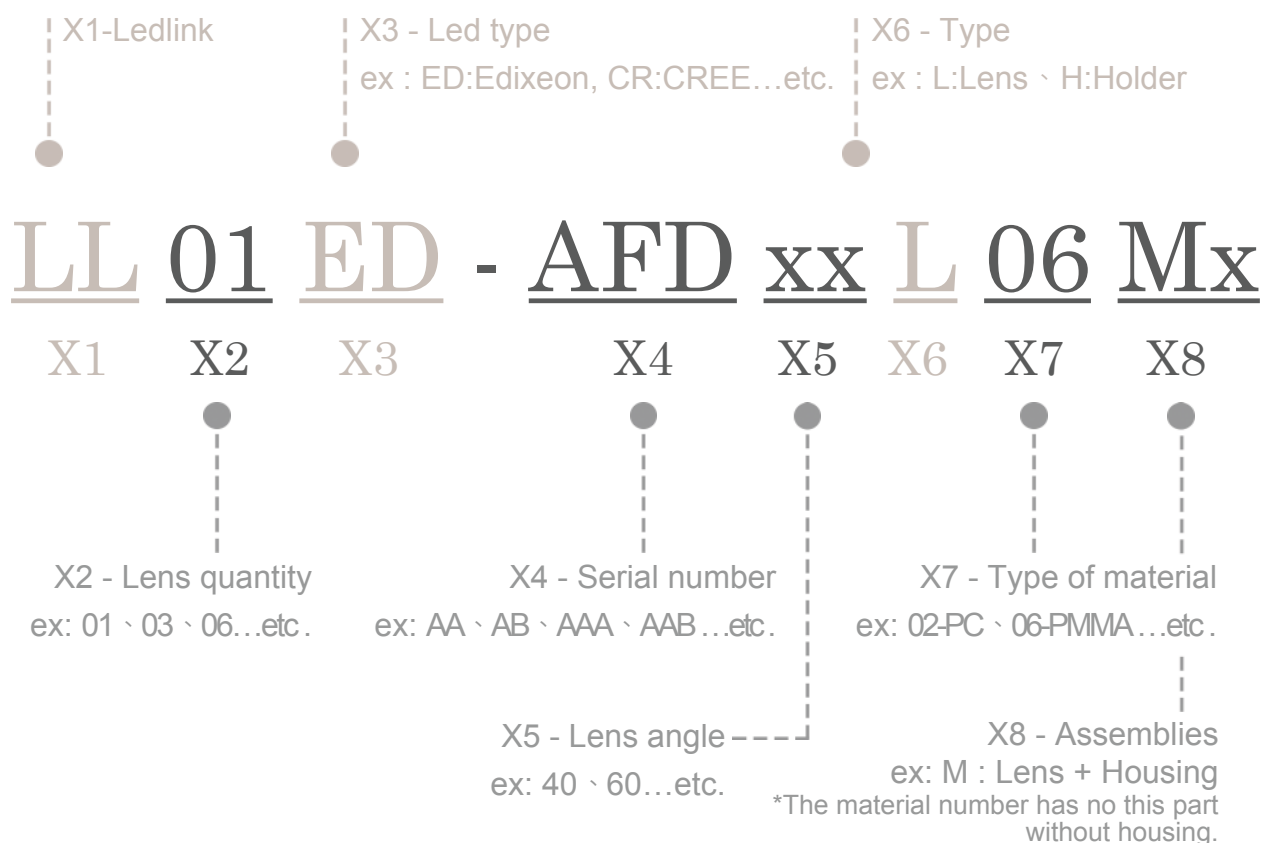 X1-Ledlink
X3 - Led type
ex : ED:Edixeon, CR:CREE…etc.
X6 - Type
ex : L:Lens、H:Holder
LL 01 ED - AFD xx L 06 Mx
X1 X2 X3 X4 X5 X6 X7 X8
X2 - Lens quantity
ex: 01、03、06…etc.
X4 - Serial number
ex: AA、AB、AAA、AAB…etc.
X7 - Type of material
ex: 02-PC、06-PMMA…etc.
X5 - Lens angle
ex: 40、60…etc.
X8 - Assemblies
ex: M : Lens + Housing
*The material number has no this part
without housing.